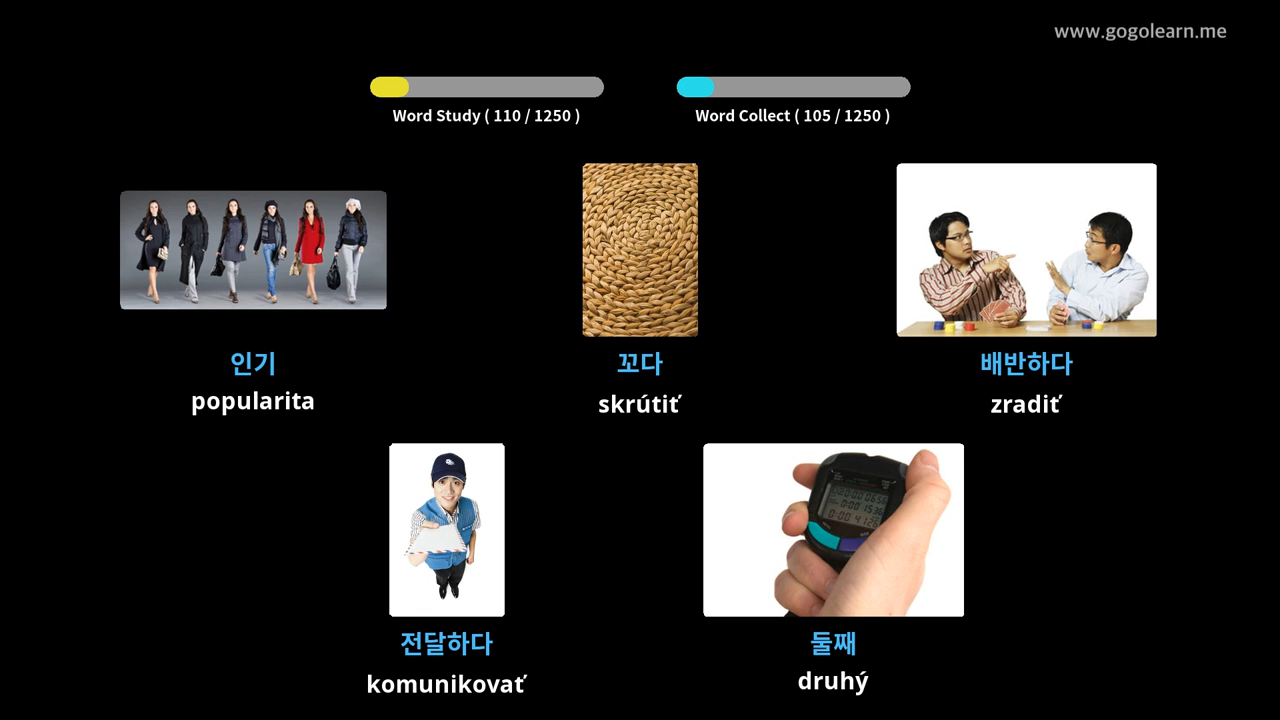 www.gogolearn.me
Word Study ( 110 / 1250 )
Word Collect ( 105 / 1250 )
인기
popularita
꼬다
skrútiť
배반하다
zradiť
전달하다
komunikovať
둘째
druhý